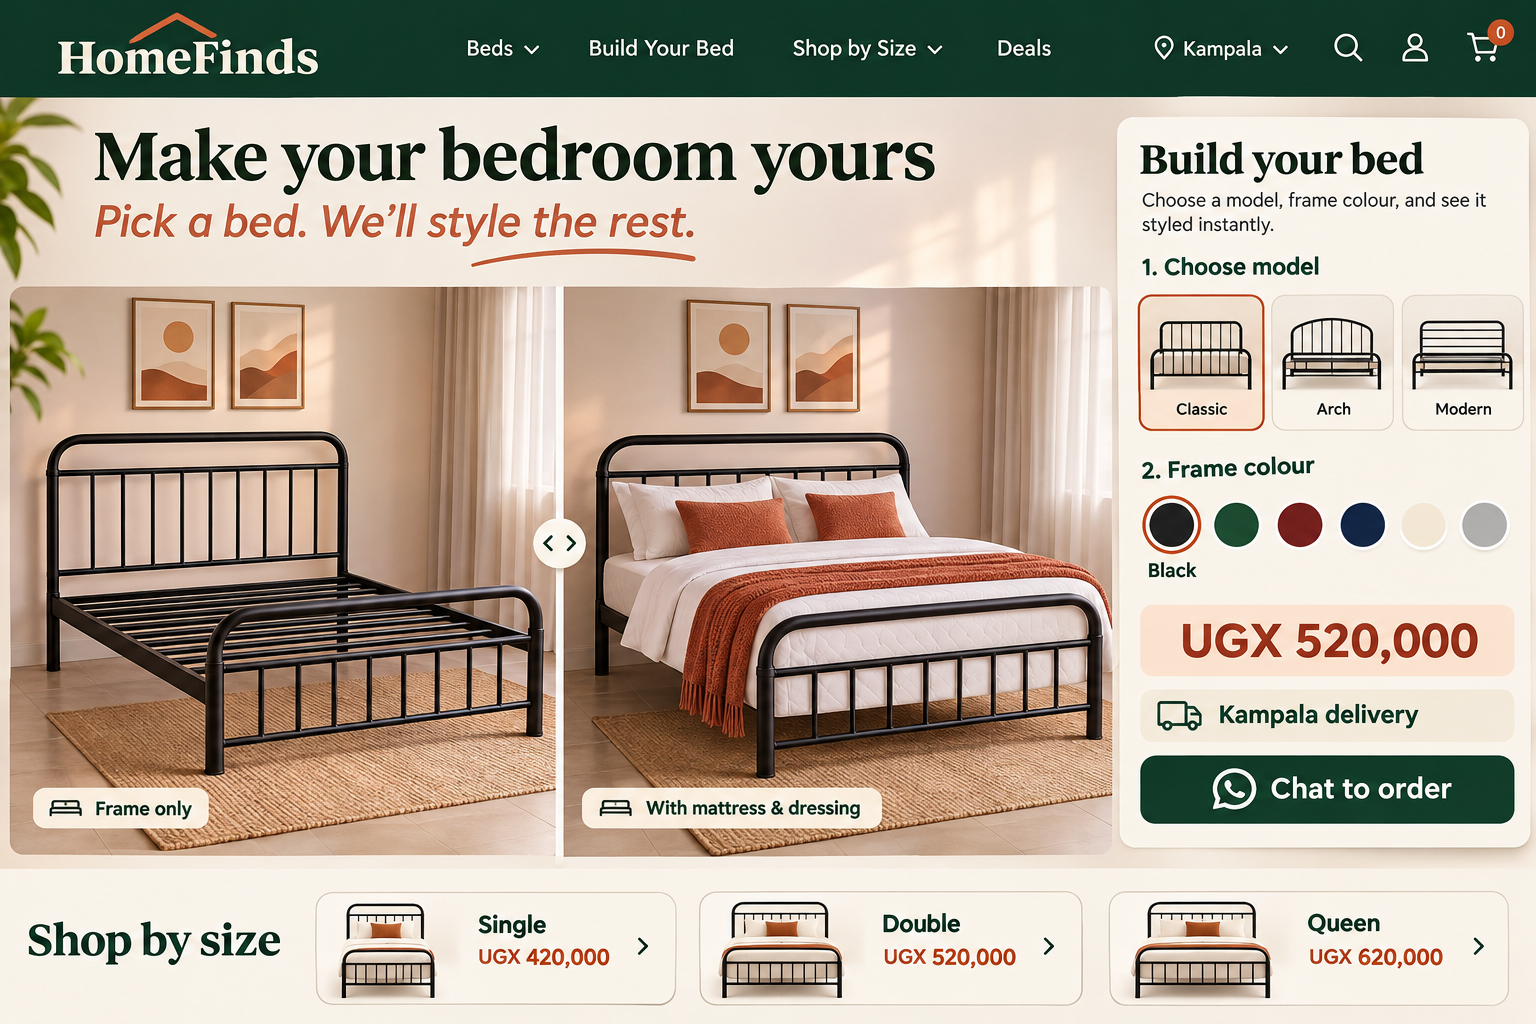 HomeFinds
Beds
Build Your Bed
Shop by Size
Deals
Kampala
0
Make your bedroom yours
Pick a bed. We'll style the rest.
Frame only
With mattress & dressing
Build your bed
Choose a model, frame colour, and see it
styled instantly.
1. Choose model
Classic
Arch
Modern
2. Frame colour
Black
UGX 520,000
Kampala delivery
Chat to order
Shop by size
Single
UGX 420,000
Double
UGX 520,000
Queen
UGX 620,000